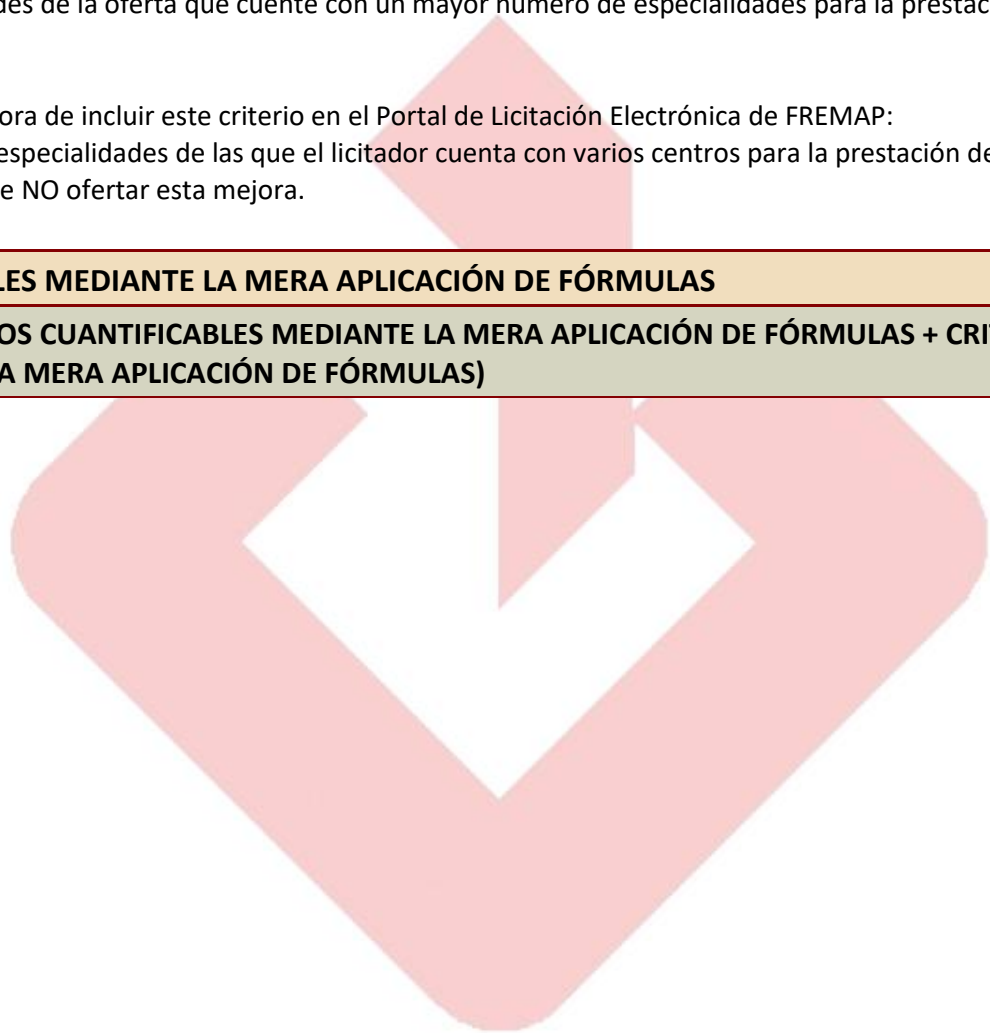 des de la oferta que cuente con un mayor número de especialidades para la prestac
ora de incluir este criterio en el Portal de Licitación Electrónica de FREMAP:
especialidades de las que el licitador cuenta con varios centros para la prestación de
e NO ofertar esta mejora.
LES MEDIANTE LA MERA APLICACIÓN DE FÓRMULAS
OS CUANTIFICABLES MEDIANTE LA MERA APLICACIÓN DE FÓRMULAS + CRI
A MERA APLICACIÓN DE FÓRMULAS)